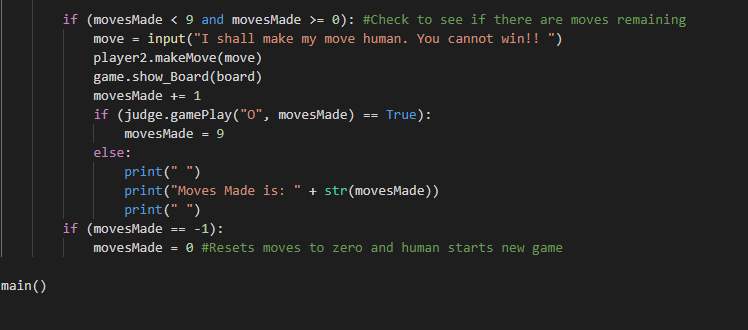 if (movesMade < 9 and movesMade >= 0): #Check to see if there are moves remaining
move = input("I shall make my move human. You cannot win!! ")
player2.makeMove(move)
game.show_Board(board)
movesMade += 1
if (judge.gamePlay("O", movesMade) == True):
movesMade = 9
else:
print(" ")
print("Moves Made is: " + str(movesMade))
print(" ")
if (movesMade == -1):
movesMade = 0 #Resets moves to zero and human starts new game
main()